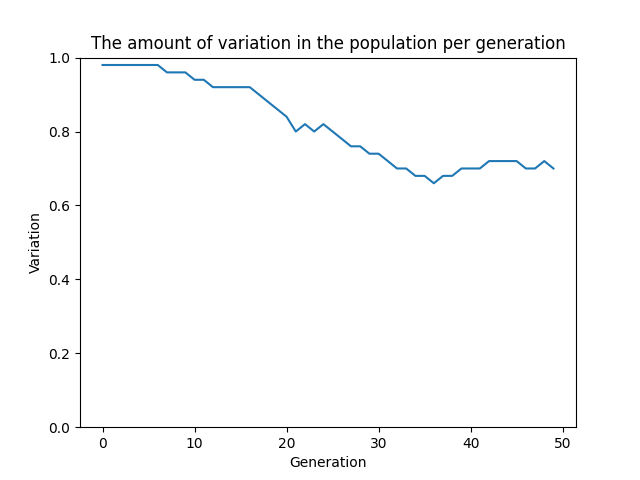 The amount of variation in the population per generation
1.0
0.8
0.6
0.4
0.2
0.0
Variation
0 10 20 30 40 50
Generation